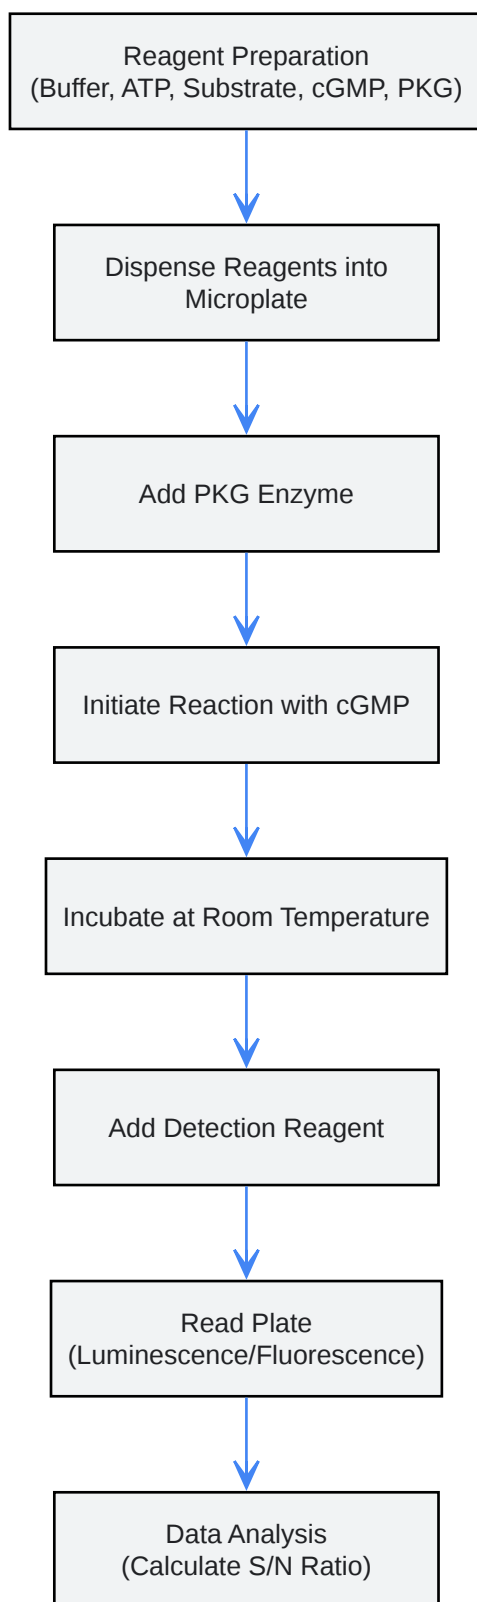 Reagent Preparation
(Buffer, ATP, Substrate, cGMP, PKG)
Dispense Reagents into
Microplate
Add PKG Enzyme
Initiate Reaction with cGMP
Incubate at Room Temperature
Add Detection Reagent
Read Plate
(Luminescence/Fluorescence)
Data Analysis
(Calculate S/N Ratio)